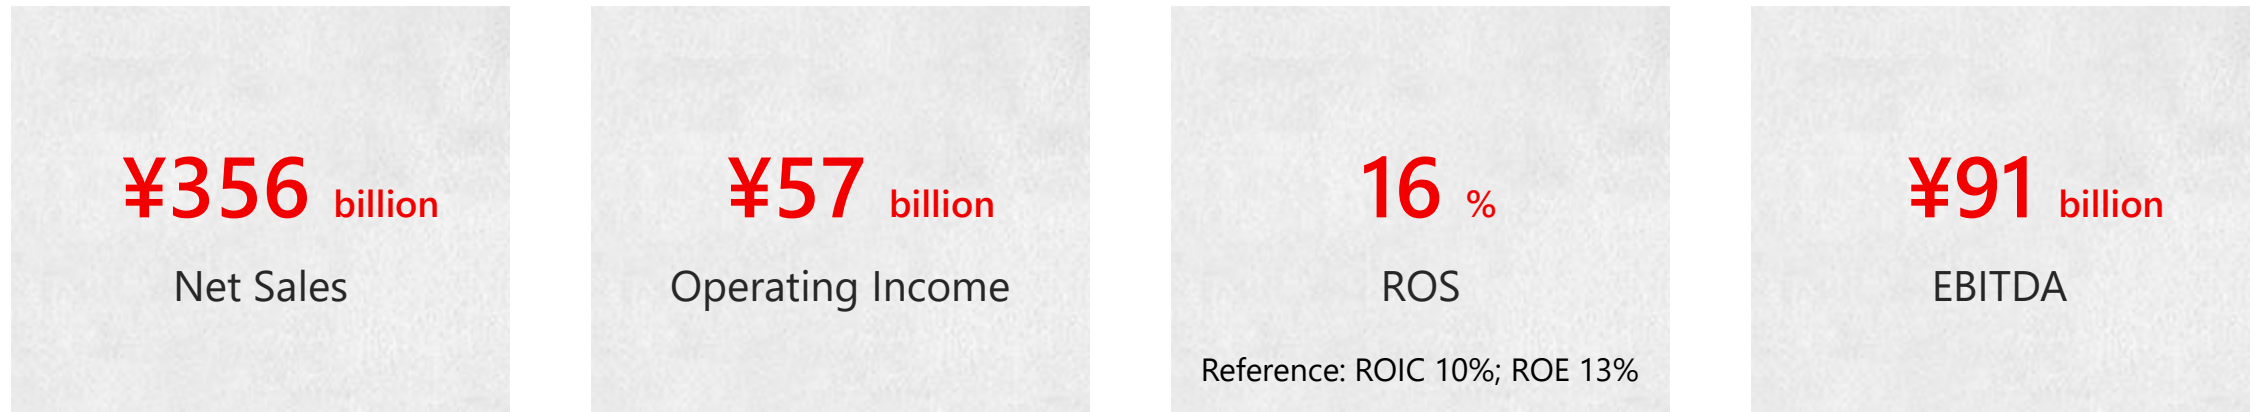 ¥356 billion
Net Sales
¥57 billion
Operating Income
16 %
ROS
Reference: ROIC 10%; ROE 13%
¥91 billion
EBITDA